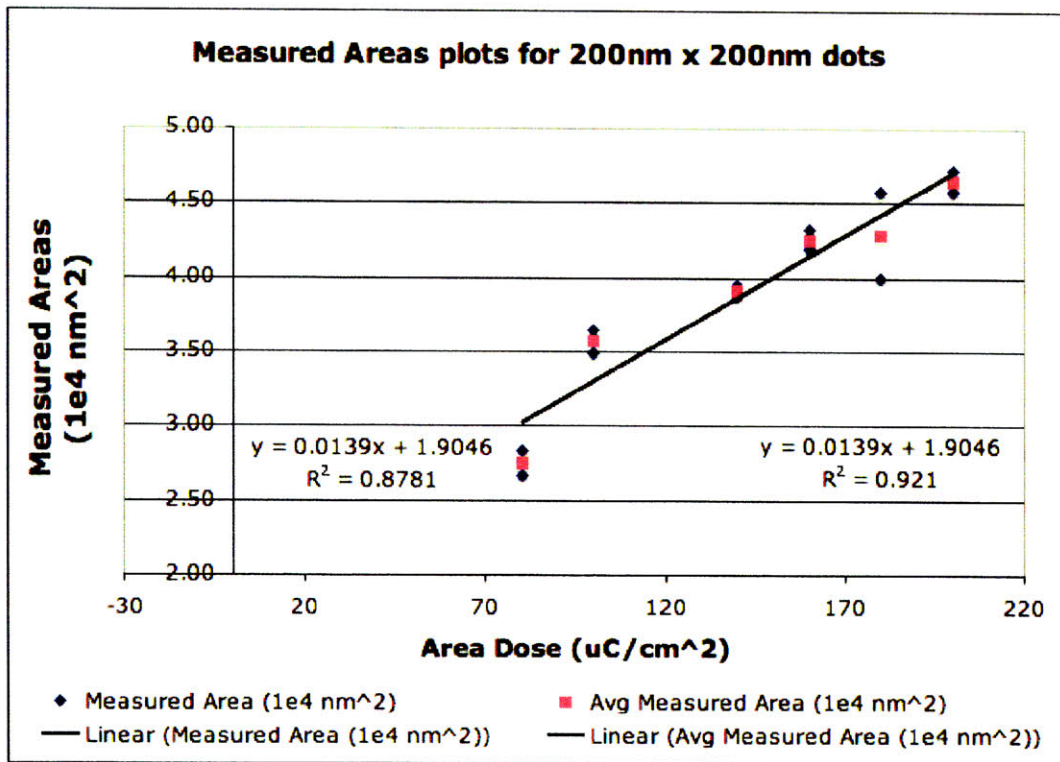 Measured Areas plots for 200nm x 200nm dots
5.00
4.50
4.00
3.50
3.00
2.50
2.00
Measured Areas
(1e4 nm^2)
y = 0.0139x + 1.9046
R² = 0.8781
y = 0.0139x + 1.9046
R² = 0.921
-30 20 70 120 170 220
Area Dose (uC/cm^2)
Measured Area (1e4 nm^2)
Avg Measured Area (1e4 nm^2)
Linear (Measured Area (1e4 nm^2))
Linear (Avg Measured Area (1e4 nm^2))